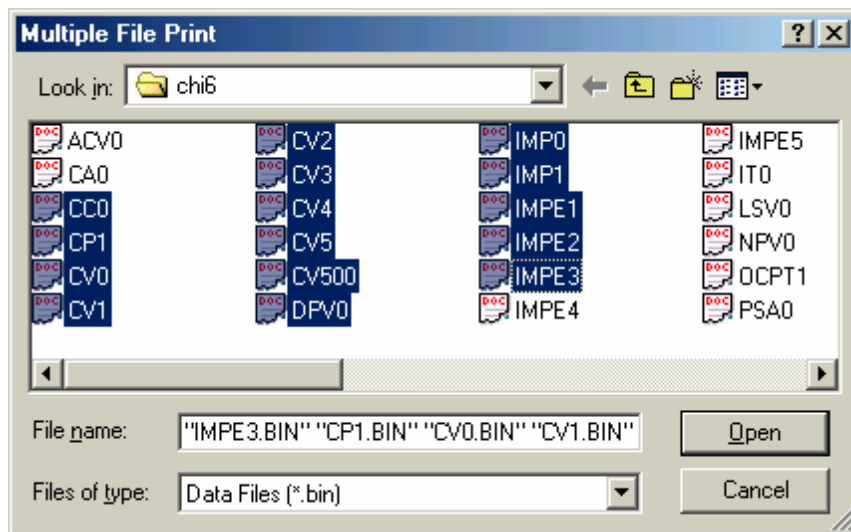 Multiple File Print
Look in: chi6
ACV0 CV2 IMP0 IMPE5
CA0 CV3 IMP1 IT0
CC0 CV4 IMPE1 LSV0
CP1 CV5 IMPE2 NPV0
CV0 CV500 IMPE3 OCPT1
CV1 DPV0 IMPE4 PSA0
File name: "IMPE3.BIN" "CP1.BIN" "CV0.BIN" "CV1.BIN" Open
Files of type: Data Files (*.bin) Cancel